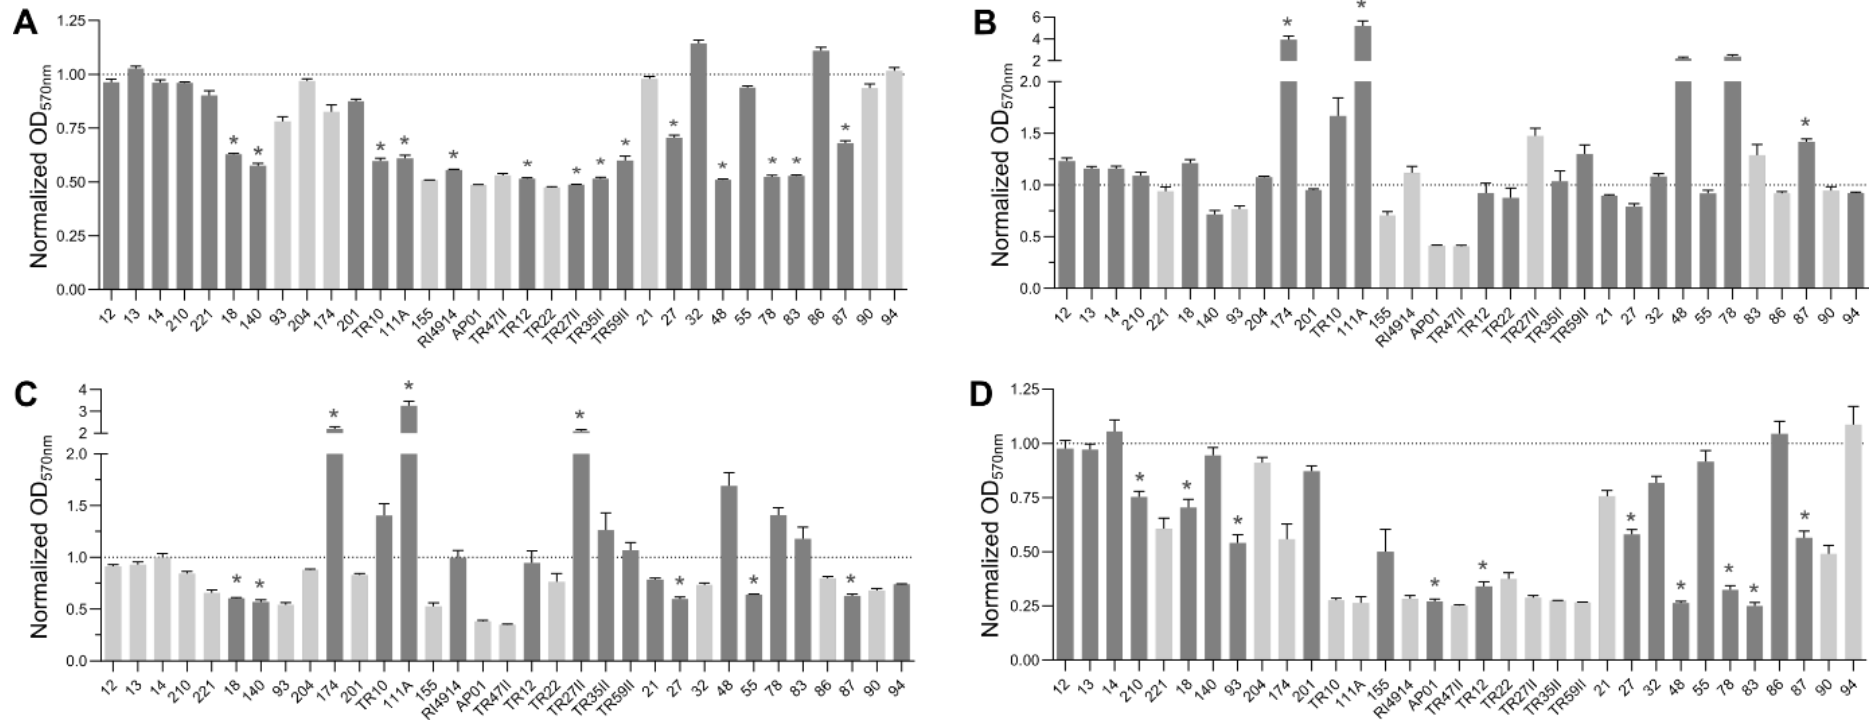 A
Normalized OD570nm
1.25
1.00
0.75
0.50
0.25
0.00
* * * * * * * * * * * * * *
12 13 14 210 221 18 140 93 204 174 201 TR10 111A 155 RI4914 AP01 TR47II TR12 TR22 TR27II TR35II TR59II 21 27 32 48 55 78 83 86 87 90 94
B
Normalized OD570nm
6
4
2
2.0
1.5
1.0
0.5
0.0
* * *
12 13 14 210 221 18 140 93 204 174 201 TR10 111A 155 RI4914 AP01 TR47II TR12 TR22 TR27II TR35II TR59II 21 27 32 48 55 78 83 86 87 90 94
C
Normalized OD570nm
4
3
2
2.0
1.5
1.0
0.5
0.0
* * * * * * * *
12 13 14 210 221 18 140 93 204 174 201 TR10 111A 155 RI4914 AP01 TR47II TR12 TR22 TR27II TR35II TR59II 21 27 32 48 55 78 83 86 87 90 94
D
Normalized OD570nm
1.25
1.00
0.75
0.50
0.25
0.00
* * * * * * * * * *
12 13 14 210 221 18 140 93 204 174 201 TR10 111A 155 RI4914 AP01 TR47II TR12 TR22 TR27II TR35II TR59II 21 27 32 48 55 78 83 86 87 90 94